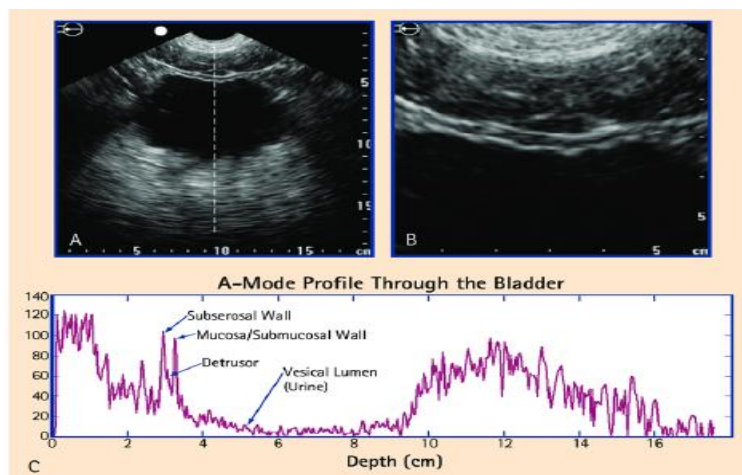 5
10
15
A
5
10
15
cm
B
5
5
cm
A-Mode Profile Through the Bladder
140
120
100
80
60
40
20
0
Subserosal Wall
Mucosa/Submucosal Wall
Detrusor
Vesical Lumen
(Urine)
0 2 4 6 8 10 12 14 16
C
Depth (cm)